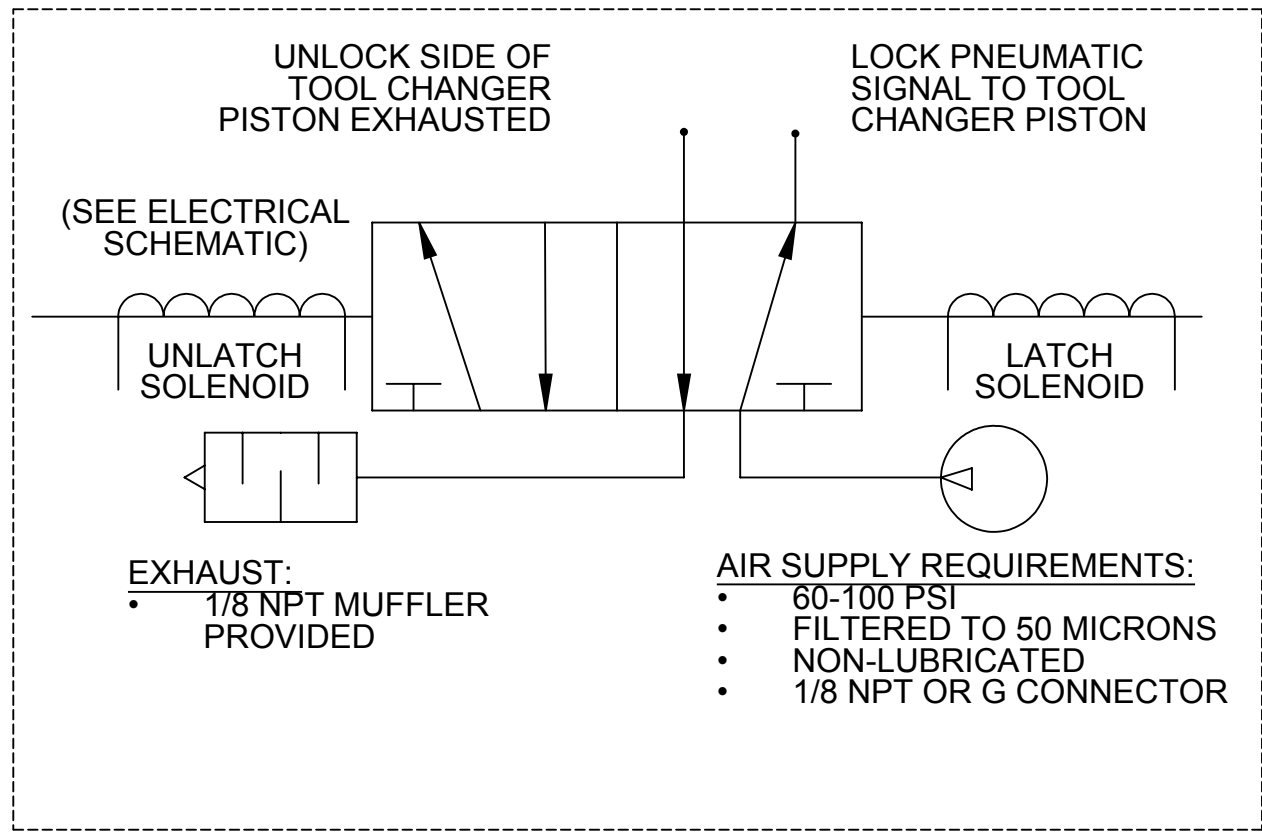 UNLOCK SIDE OF
TOOL CHANGER
PISTON EXHAUSTED
LOCK PNEUMATIC
SIGNAL TO TOOL
CHANGER PISTON
(SEE ELECTRICAL
SCHEMATIC)
UNLATCH
SOLENOID
LATCH
SOLENOID
EXHAUST:
• 1/8 NPT MUFFLER
PROVIDED
AIR SUPPLY REQUIREMENTS:
• 60-100 PSI
• FILTERED TO 50 MICRONS
• NON-LUBRICATED
• 1/8 NPT OR G CONNECTOR